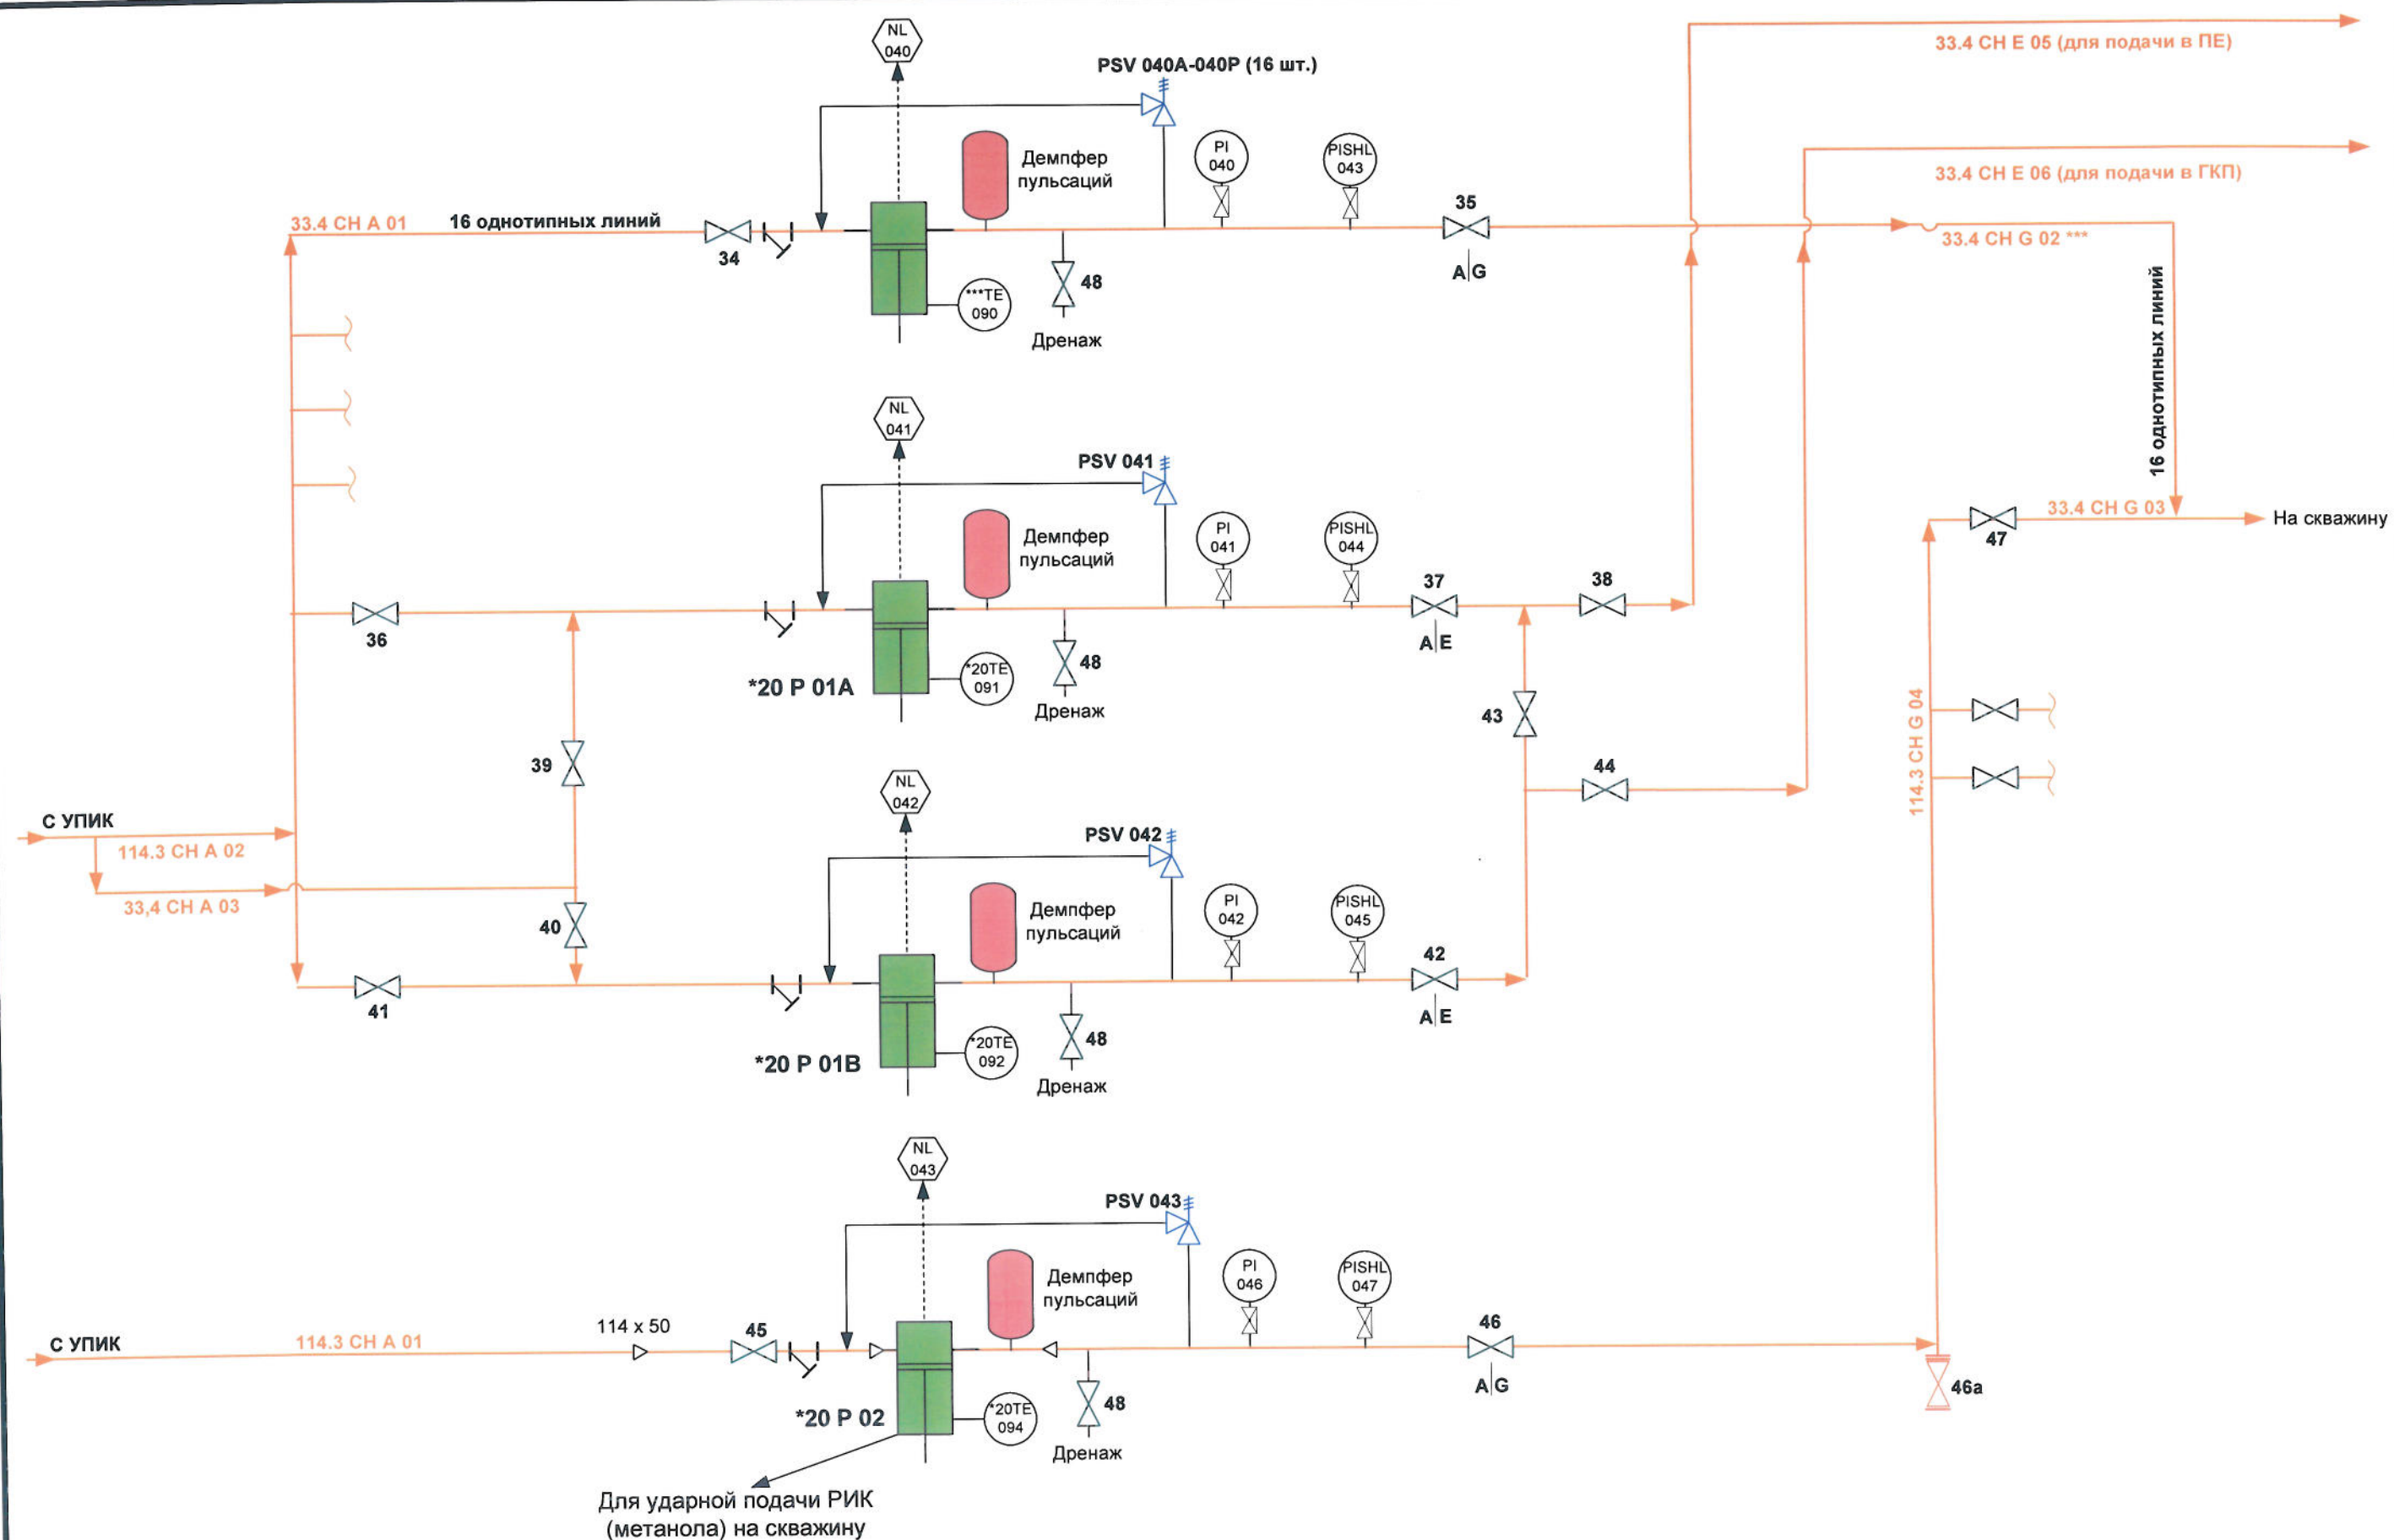 NL
040
PSV 040A-040P (16 шт.)
33.4 CH E 05 (для подачи в ПЕ)
PI
040
PISHL
043
Демпфер
пульсаций
33.4 CH E 06 (для подачи в ГКП)
33.4 CH A 01
16 однотипных линий
34
35
A|G
33.4 CH G 02 ***
***TE
090
48
Дренаж
16 однотипных линий
NL
041
PSV 041
PI
041
PISHL
044
Демпфер
пульсаций
36
37
A|E
38
33.4 CH G 03
47
На скважину
*20 P 01A
*20TE
091
48
Дренаж
43
39
44
114.3 CH G 04
NL
042
PSV 042
С УПИК
114.3 CH A 02
33,4 CH A 03
40
PI
042
PISHL
045
Демпфер
пульсаций
41
42
A|E
*20 P 01B
*20TE
092
48
Дренаж
NL
043
PSV 043
PI
046
PISHL
047
Демпфер
пульсаций
С УПИК
114.3 CH A 01
114 x 50
45
46
A|G
46a
*20 P 02
*20TE
094
48
Дренаж
Для ударной подачи РИК
(метанола) на скважину